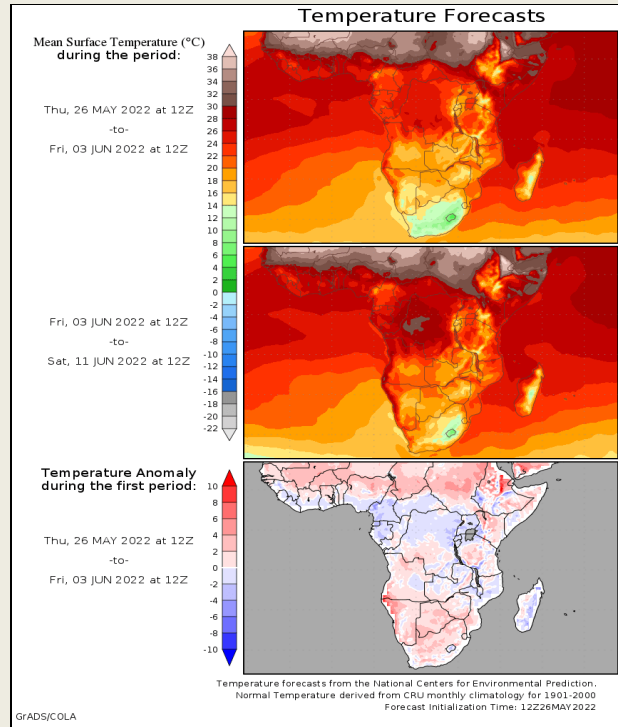 Temperature Forecasts
Mean Surface Temperature (°C)
during the period:
38
36
34
32
30
28
26
24
22
20
18
16
14
12
10
8
6
4
2
0
-2
-4
-6
-8
-10
-12
-14
-16
-18
-20
-22
Thu, 26 MAY 2022 at 12Z
-to-
Fri, 03 JUN 2022 at 12Z
Fri, 03 JUN 2022 at 12Z
-to-
Sat, 11 JUN 2022 at 12Z
Temperature Anomaly
during the first period:
10
8
6
4
2
0
-2
-4
-6
-8
-10
Thu, 26 MAY 2022 at 12Z
-to-
Fri, 03 JUN 2022 at 12Z
Temperature forecasts from the National Centers for Environmental Prediction.
Normal Temperature derived from CRU monthly climatology for 1901-2000
Forecast Initialization Time: 12Z26MAY2022
GrADS/COLA